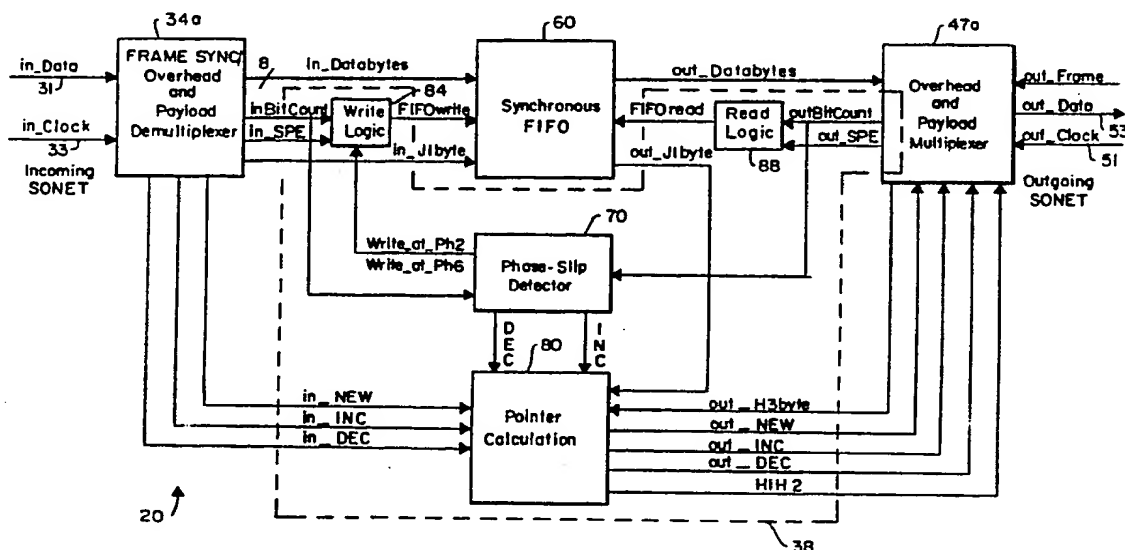 34a
60
47a
in_Data
31
FRAME SYNC/
Overhead
and
Payload
Demultiplexer
8
In_Databytes
84
inBitCount
Write
Logic
FIFOwrite
in_SPE
in_J1byte
in_Clock
33
Incoming
SONET
Synchronous
FIFO
out_Databytes
FIFOread
Read
Logic
88
outBitCount
out_SPE
out_J1byte
Overhead
and
Payload
Multiplexer
out_Frame
out_Data
53
out_Clock
51
Outgoing
SONET
70
Write_at_Ph2
Write_at_Ph6
Phase-Slip
Detector
DEC
INC
80
in_NEW
in_INC
in_DEC
Pointer
Calculation
out_H3byte
out_NEW
out_INC
out_DEC
H1H2
20
38